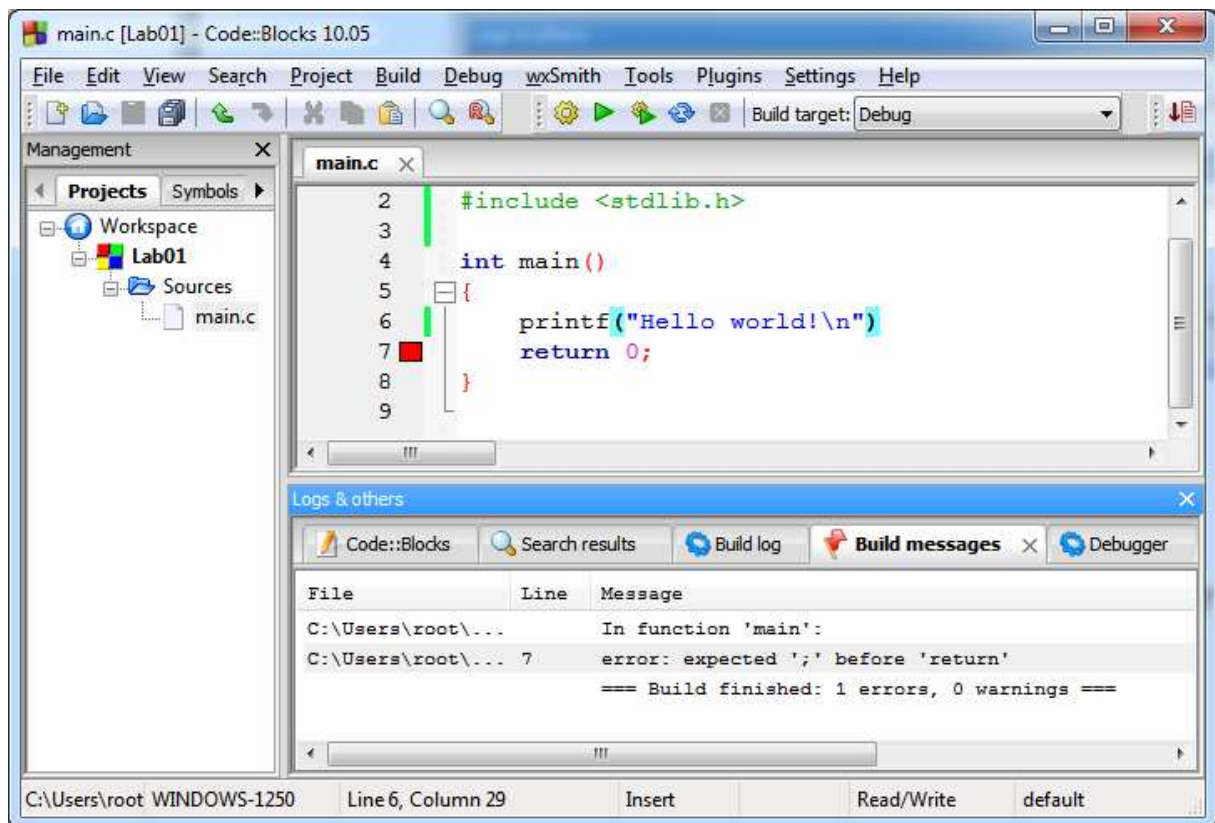 main.c [Lab01] - Code::Blocks 10.05
File Edit View Search Project Build Debug wxSmith Tools Plugins Settings Help
Build target: Debug
Management
Projects Symbols
Workspace
Lab01
Sources
main.c
main.c
2 #include <stdlib.h>
3
4 int main()
5 {
6 printf("Hello world!\n")
7 return 0;
8 }
9
Logs & others
Code::Blocks Search results Build log Build messages Debugger
File Line Message
C:\Users\root\... In function 'main':
C:\Users\root\... 7 error: expected ';' before 'return'
=== Build finished: 1 errors, 0 warnings ===
C:\Users\root WINDOWS-1250 Line 6, Column 29 Insert Read/Write default